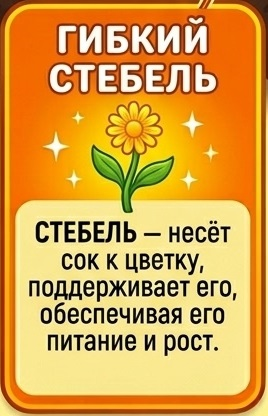 ГИБКИЙ
СТЕБЕЛЬ
СТЕБЕЛЬ — несёт
сок к цветку,
поддерживает его,
обеспечивая его
питание и рост.